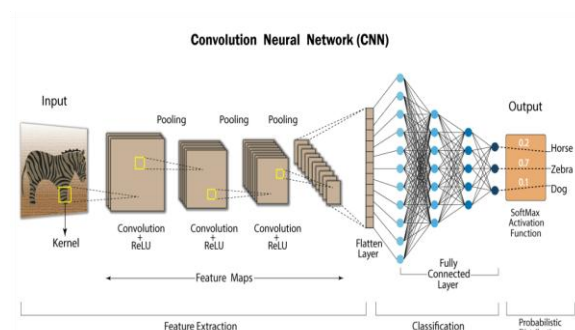 Convolution Neural Network (CNN)
Input
Pooling
Pooling
Pooling
Output
0.2
Horse
0.7
Zebra
0.1
Dog
SoftMax
Activation
Function
Kernel
Convolution
+
ReLU
Convolution
+
ReLU
Convolution
+
ReLU
Flatten
Layer
Fully
Connected
Layer
Feature Maps
Feature Extraction
Classification
Probabilistic